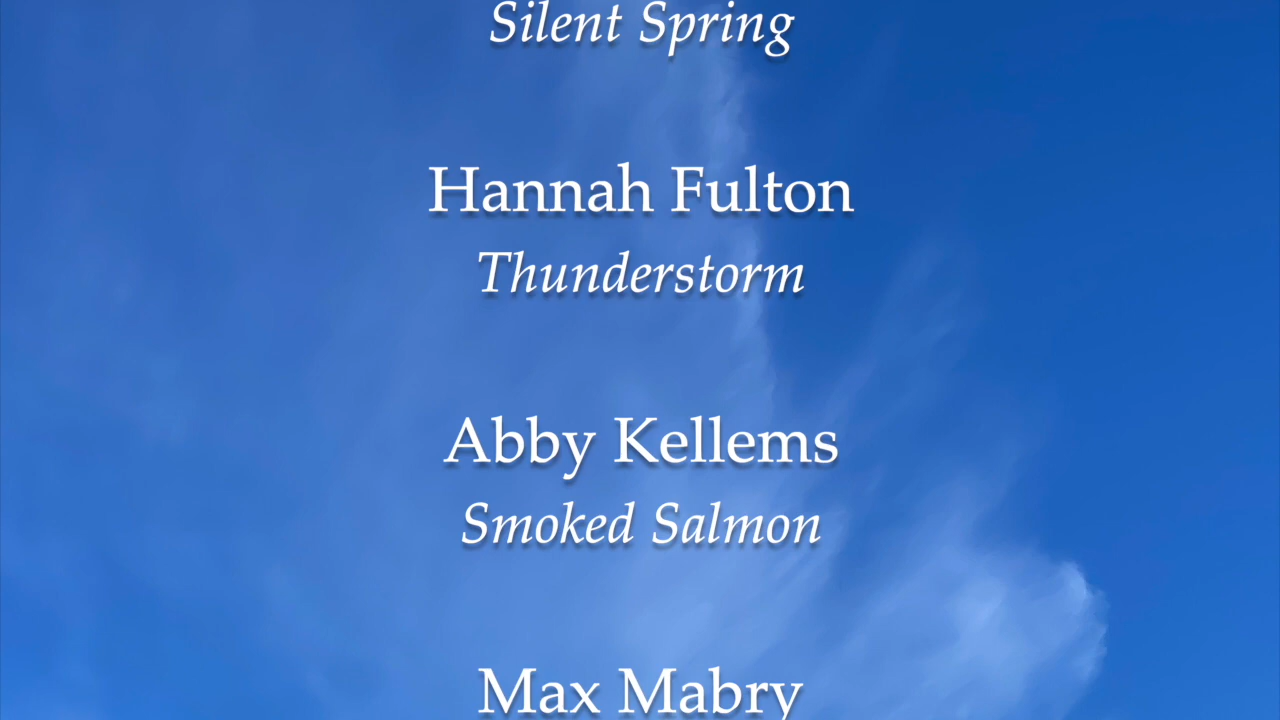 Silent Spring
Hannah Fulton
Thunderstorm
Abby Kellems
Smoked Salmon
Max Mabry